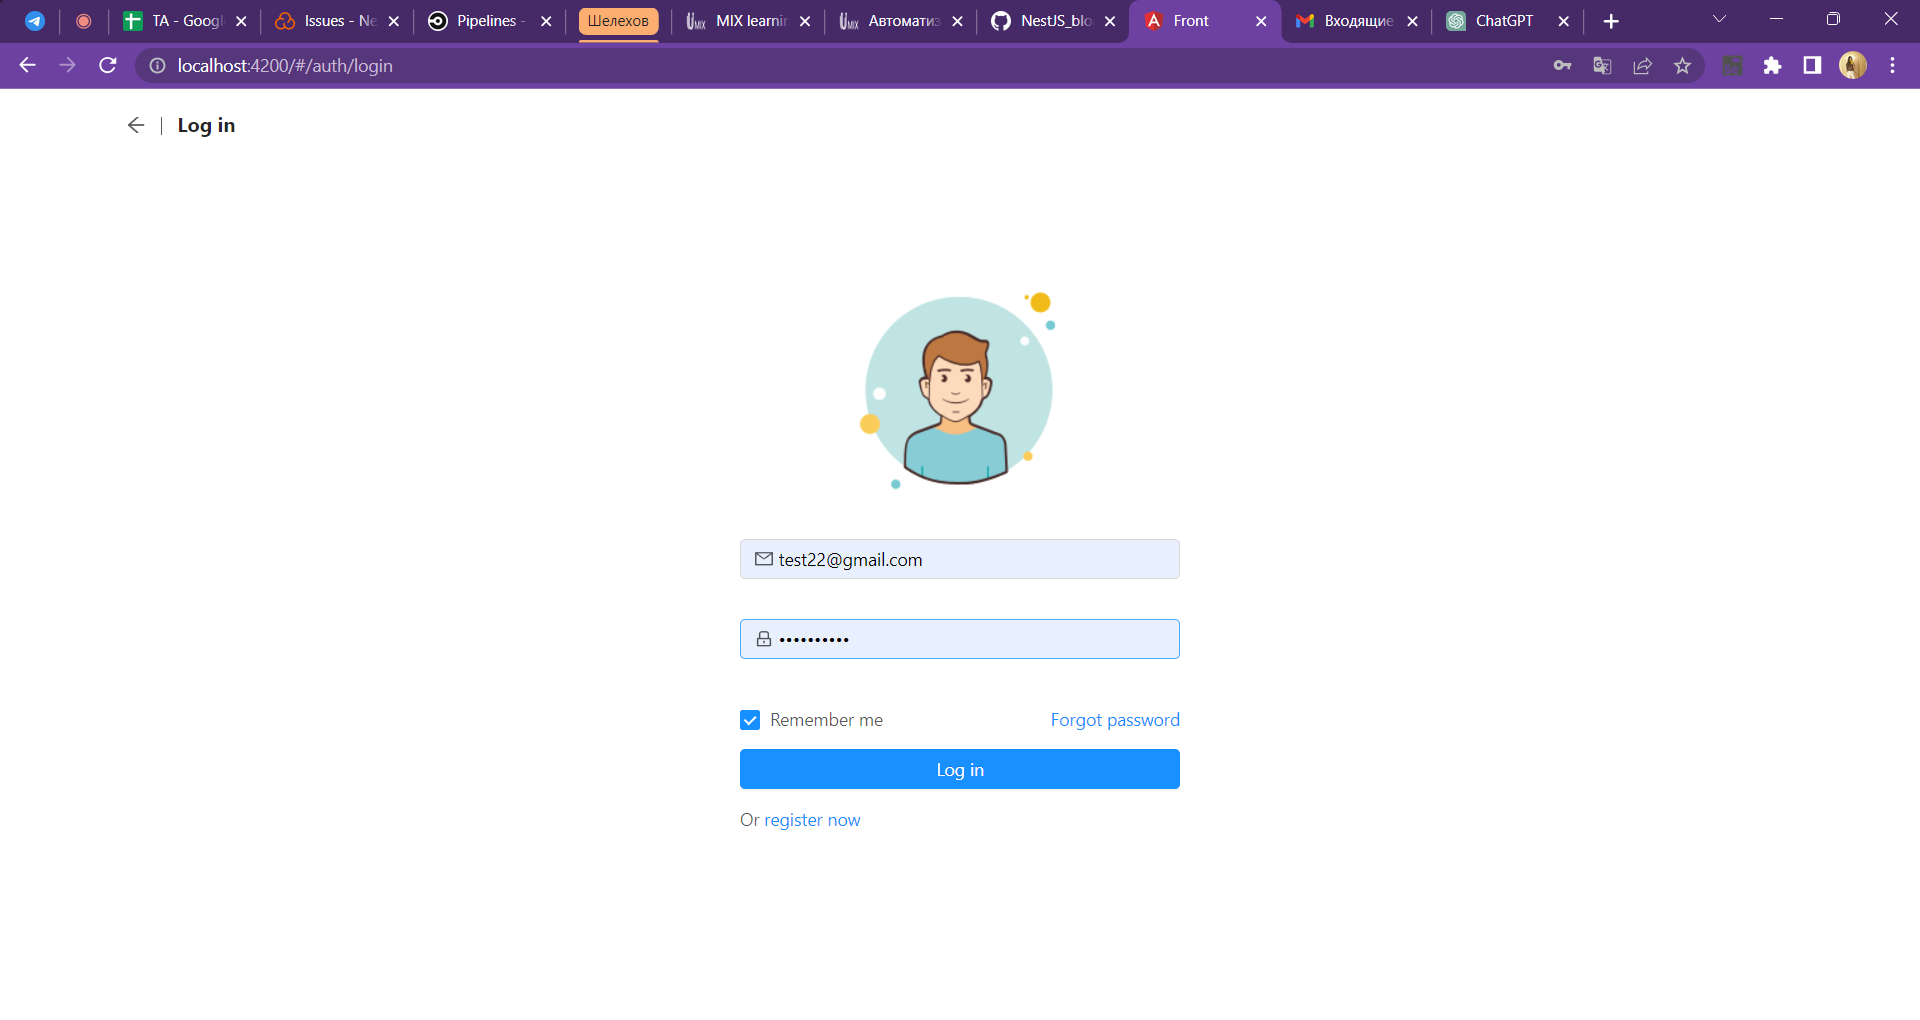 TA - Googl
Issues - Ne
Pipelines -
Шелехов
MIX learnin
Автоматиз
NestJS_blo
Front
Входящие
ChatGPT
localhost:4200/#/auth/login
Log in
test22@gmail.com
••••••••••
Remember me
Forgot password
Log in
Or register now